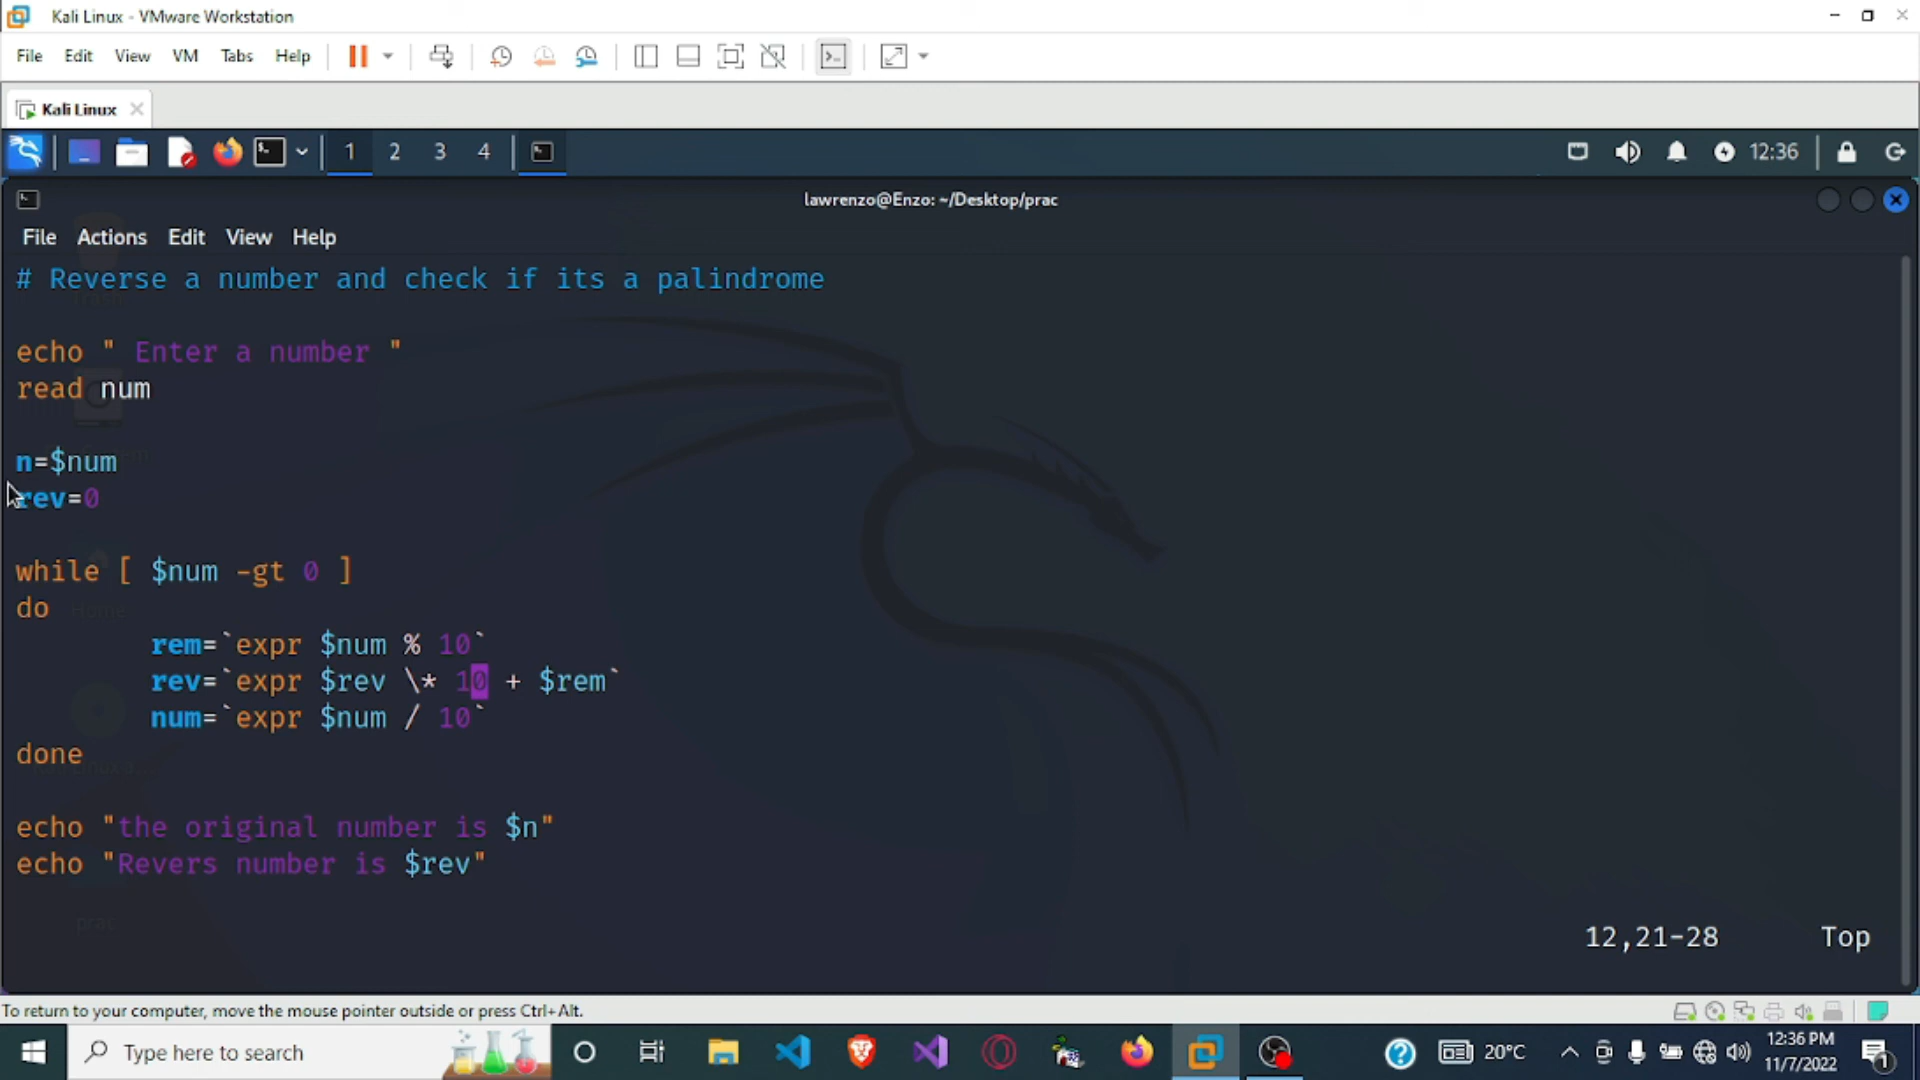 Kali Linux - VMware Workstation
File Edit View VM Tabs Help
Kali Linux
1 2 3 4 12:36
lawrenzo@Enzo: ~/Desktop/prac
File Actions Edit View Help
# Reverse a number and check if its a palindrome
echo " Enter a number "
read num
n=$num
rev=0
while [ $num -gt 0 ]
do
rem=`expr $num % 10`
rev=`expr $rev \* 10 + $rem`
num=`expr $num / 10`
done
echo "the original number is $n"
echo "Revers number is $rev"
prac
12,21-28 Top
To return to your computer, move the mouse pointer outside or press Ctrl+Alt.
Type here to search
20°C
12:36 PM
11/7/2022
1